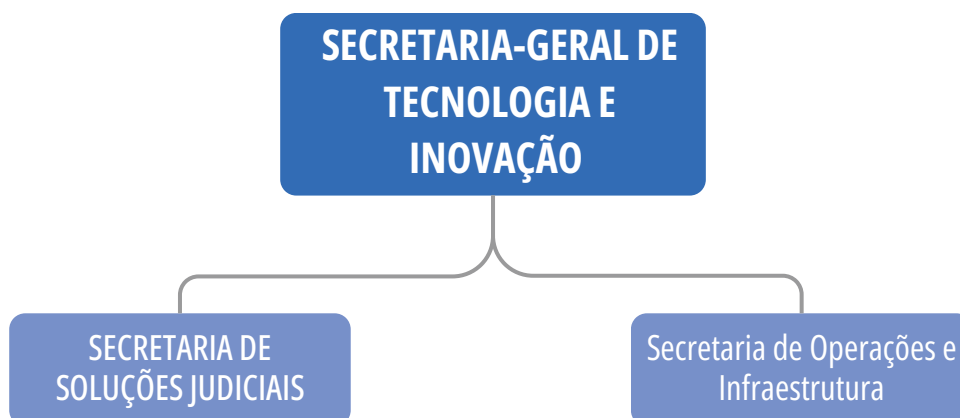 SECRETARIA-GERAL DE
TECNOLOGIA E
INOVAÇÃO
SECRETARIA DE
SOLUÇÕES JUDICIAIS
Secretaria de Operações e
Infraestrutura